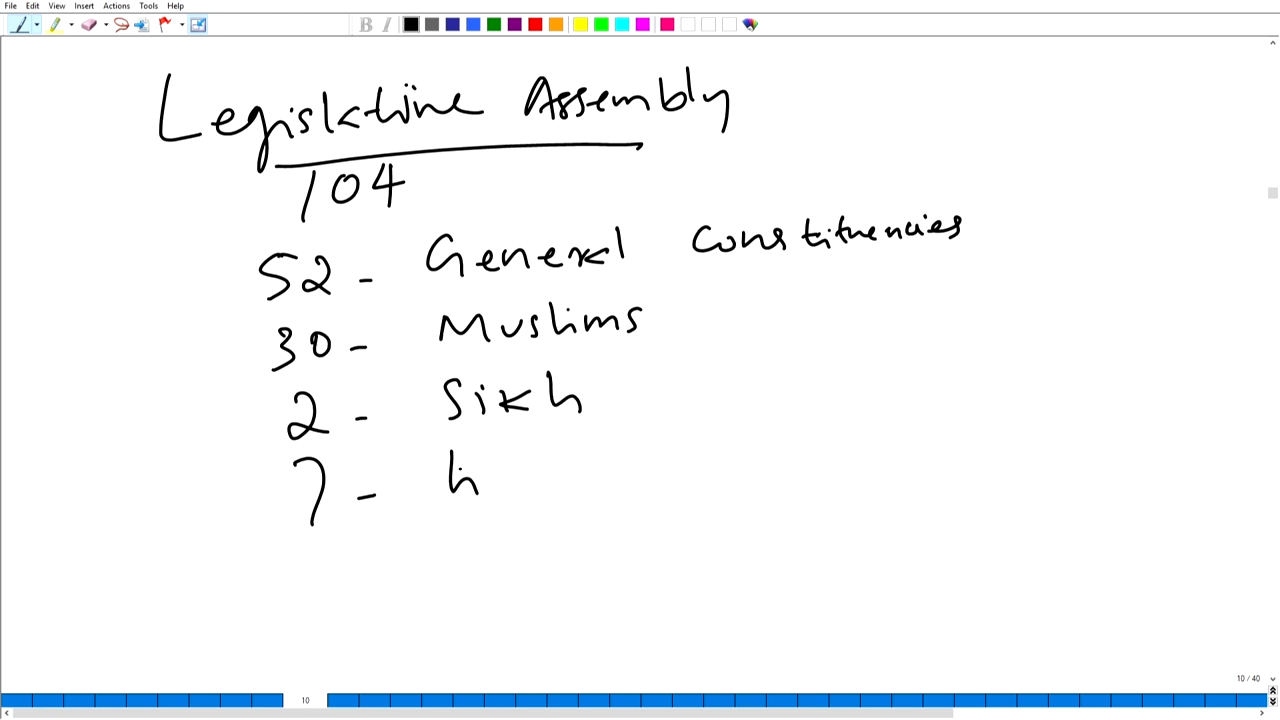 File Edit View Insert Actions Tools Help
B I
Legislative Assembly
104
52 - General Constituencies
30 - Muslims
2 - Sikh
7 -
10 / 40
10